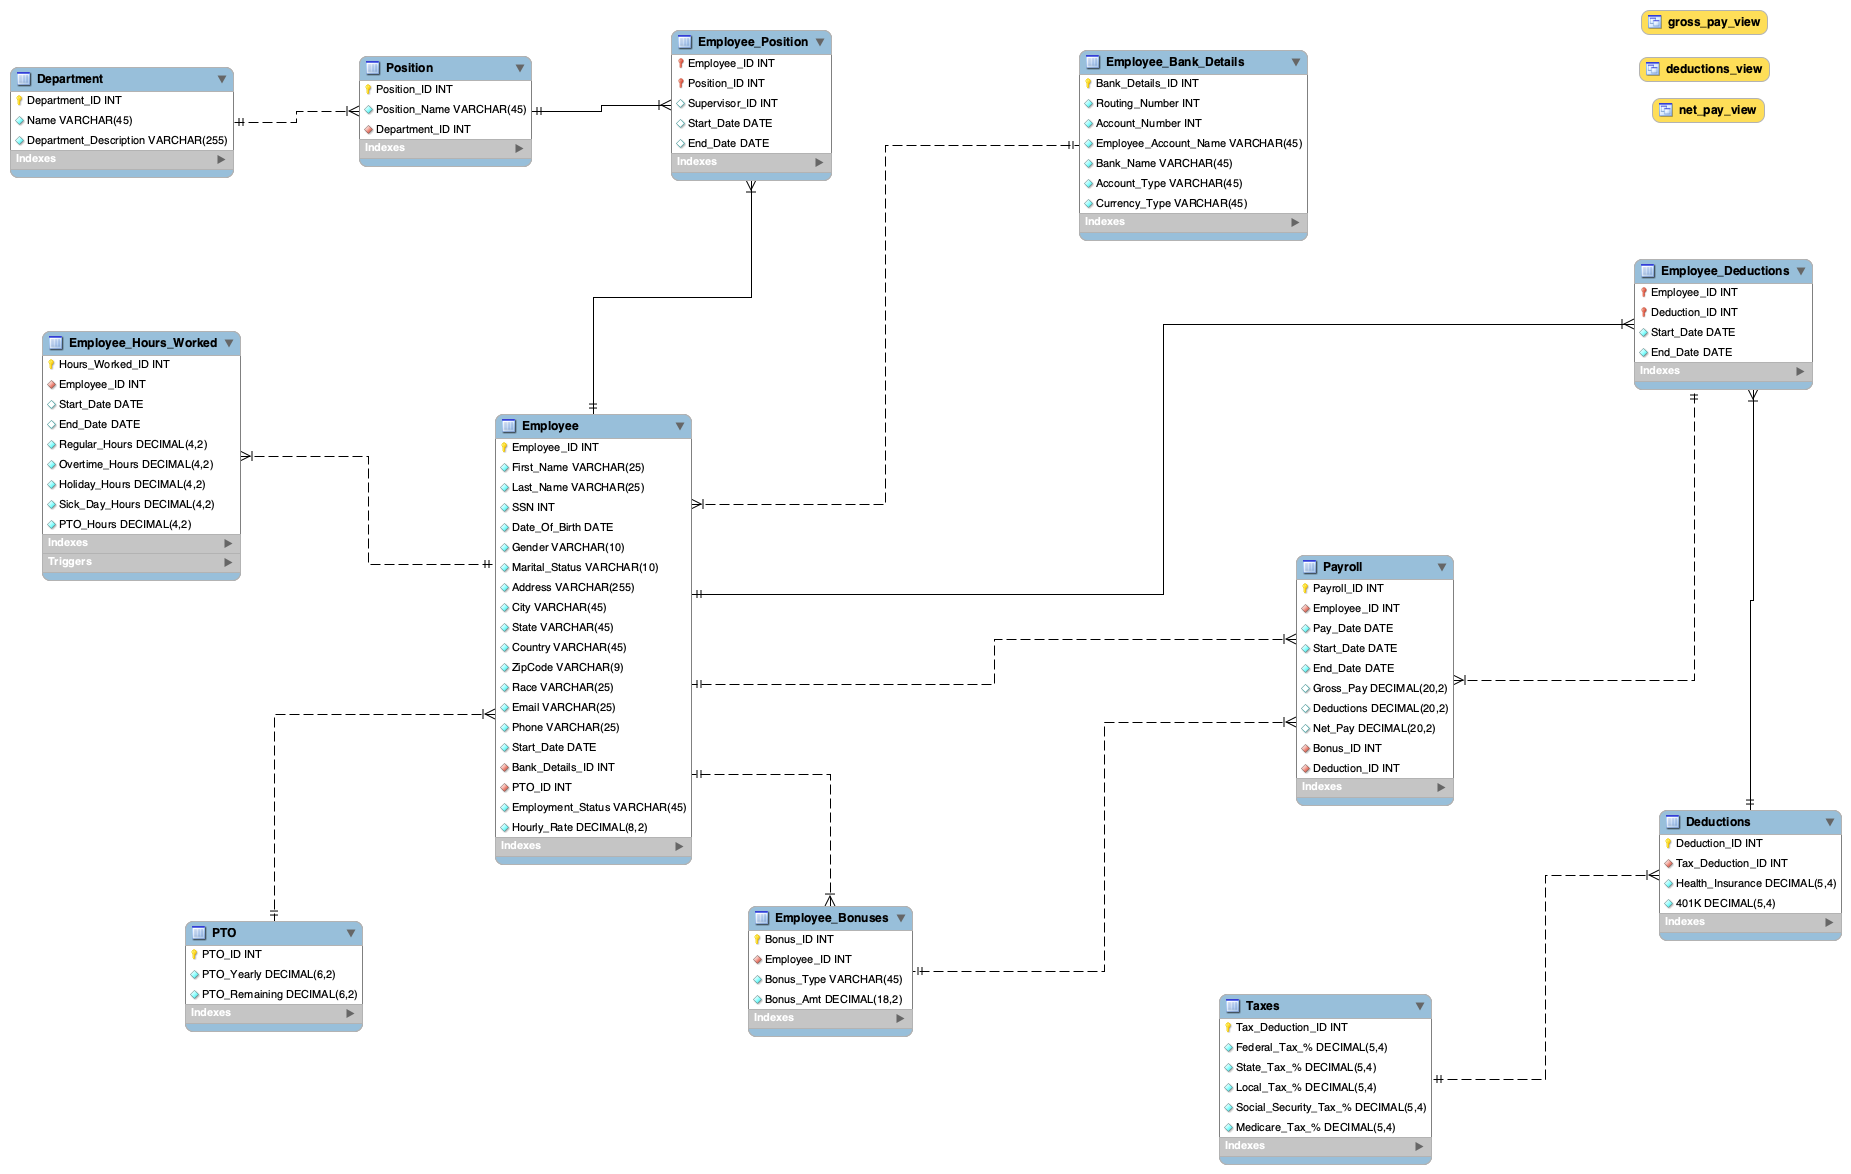 gross_pay_view
deductions_view
net_pay_view
Department
Department_ID INT
Name VARCHAR(45)
Department_Description VARCHAR(255)
Indexes
Position
Position_ID INT
Position_Name VARCHAR(45)
Department_ID INT
Indexes
Employee_Position
Employee_ID INT
Position_ID INT
Supervisor_ID INT
Start_Date DATE
End_Date DATE
Indexes
Employee_Bank_Details
Bank_Details_ID INT
Routing_Number INT
Account_Number INT
Employee_Account_Name VARCHAR(45)
Bank_Name VARCHAR(45)
Account_Type VARCHAR(45)
Currency_Type VARCHAR(45)
Indexes
Employee_Deductions
Employee_ID INT
Deduction_ID INT
Start_Date DATE
End_Date DATE
Indexes
Employee_Hours_Worked
Hours_Worked_ID INT
Employee_ID INT
Start_Date DATE
End_Date DATE
Regular_Hours DECIMAL(4,2)
Overtime_Hours DECIMAL(4,2)
Holiday_Hours DECIMAL(4,2)
Sick_Day_Hours DECIMAL(4,2)
PTO_Hours DECIMAL(4,2)
Indexes
Triggers
Employee
Employee_ID INT
First_Name VARCHAR(25)
Last_Name VARCHAR(25)
SSN INT
Date_Of_Birth DATE
Gender VARCHAR(10)
Marital_Status VARCHAR(10)
Address VARCHAR(255)
City VARCHAR(45)
State VARCHAR(45)
Country VARCHAR(45)
ZipCode VARCHAR(9)
Race VARCHAR(25)
Email VARCHAR(25)
Phone VARCHAR(25)
Start_Date DATE
Bank_Details_ID INT
PTO_ID INT
Employment_Status VARCHAR(45)
Hourly_Rate DECIMAL(8,2)
Indexes
Payroll
Payroll_ID INT
Employee_ID INT
Pay_Date DATE
Start_Date DATE
End_Date DATE
Gross_Pay DECIMAL(20,2)
Deductions DECIMAL(20,2)
Net_Pay DECIMAL(20,2)
Bonus_ID INT
Deduction_ID INT
Indexes
Deductions
Deduction_ID INT
Tax_Deduction_ID INT
Health_Insurance DECIMAL(5,4)
401K DECIMAL(5,4)
Indexes
PTO
PTO_ID INT
PTO_Yearly DECIMAL(6,2)
PTO_Remaining DECIMAL(6,2)
Indexes
Employee_Bonuses
Bonus_ID INT
Employee_ID INT
Bonus_Type VARCHAR(45)
Bonus_Amt DECIMAL(18,2)
Indexes
Taxes
Tax_Deduction_ID INT
Federal_Tax_% DECIMAL(5,4)
State_Tax_% DECIMAL(5,4)
Local_Tax_% DECIMAL(5,4)
Social_Security_Tax_% DECIMAL(5,4)
Medicare_Tax_% DECIMAL(5,4)
Indexes